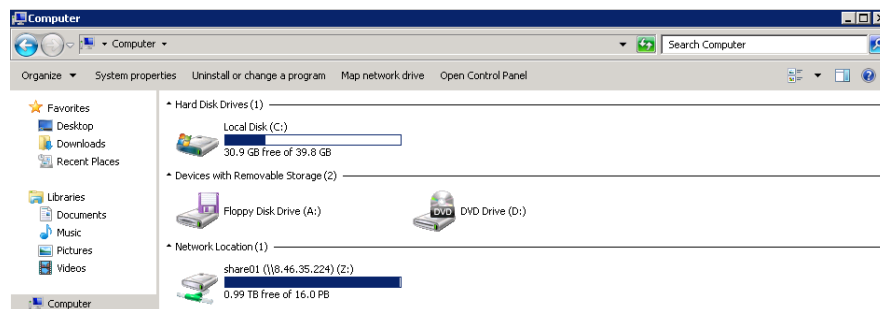 Computer
Computer
Search Computer
Organize System properties Uninstall or change a program Map network drive Open Control Panel
Favorites
Desktop
Downloads
Recent Places
Libraries
Documents
Music
Pictures
Videos
Computer
Hard Disk Drives (1)
Local Disk (C:)
30.9 GB free of 39.8 GB
Devices with Removable Storage (2)
Floppy Disk Drive (A:)
DVD
DVD Drive (D:)
Network Location (1)
share01 (\\8.46.35.224) (Z:)
0.99 TB free of 16.0 PB